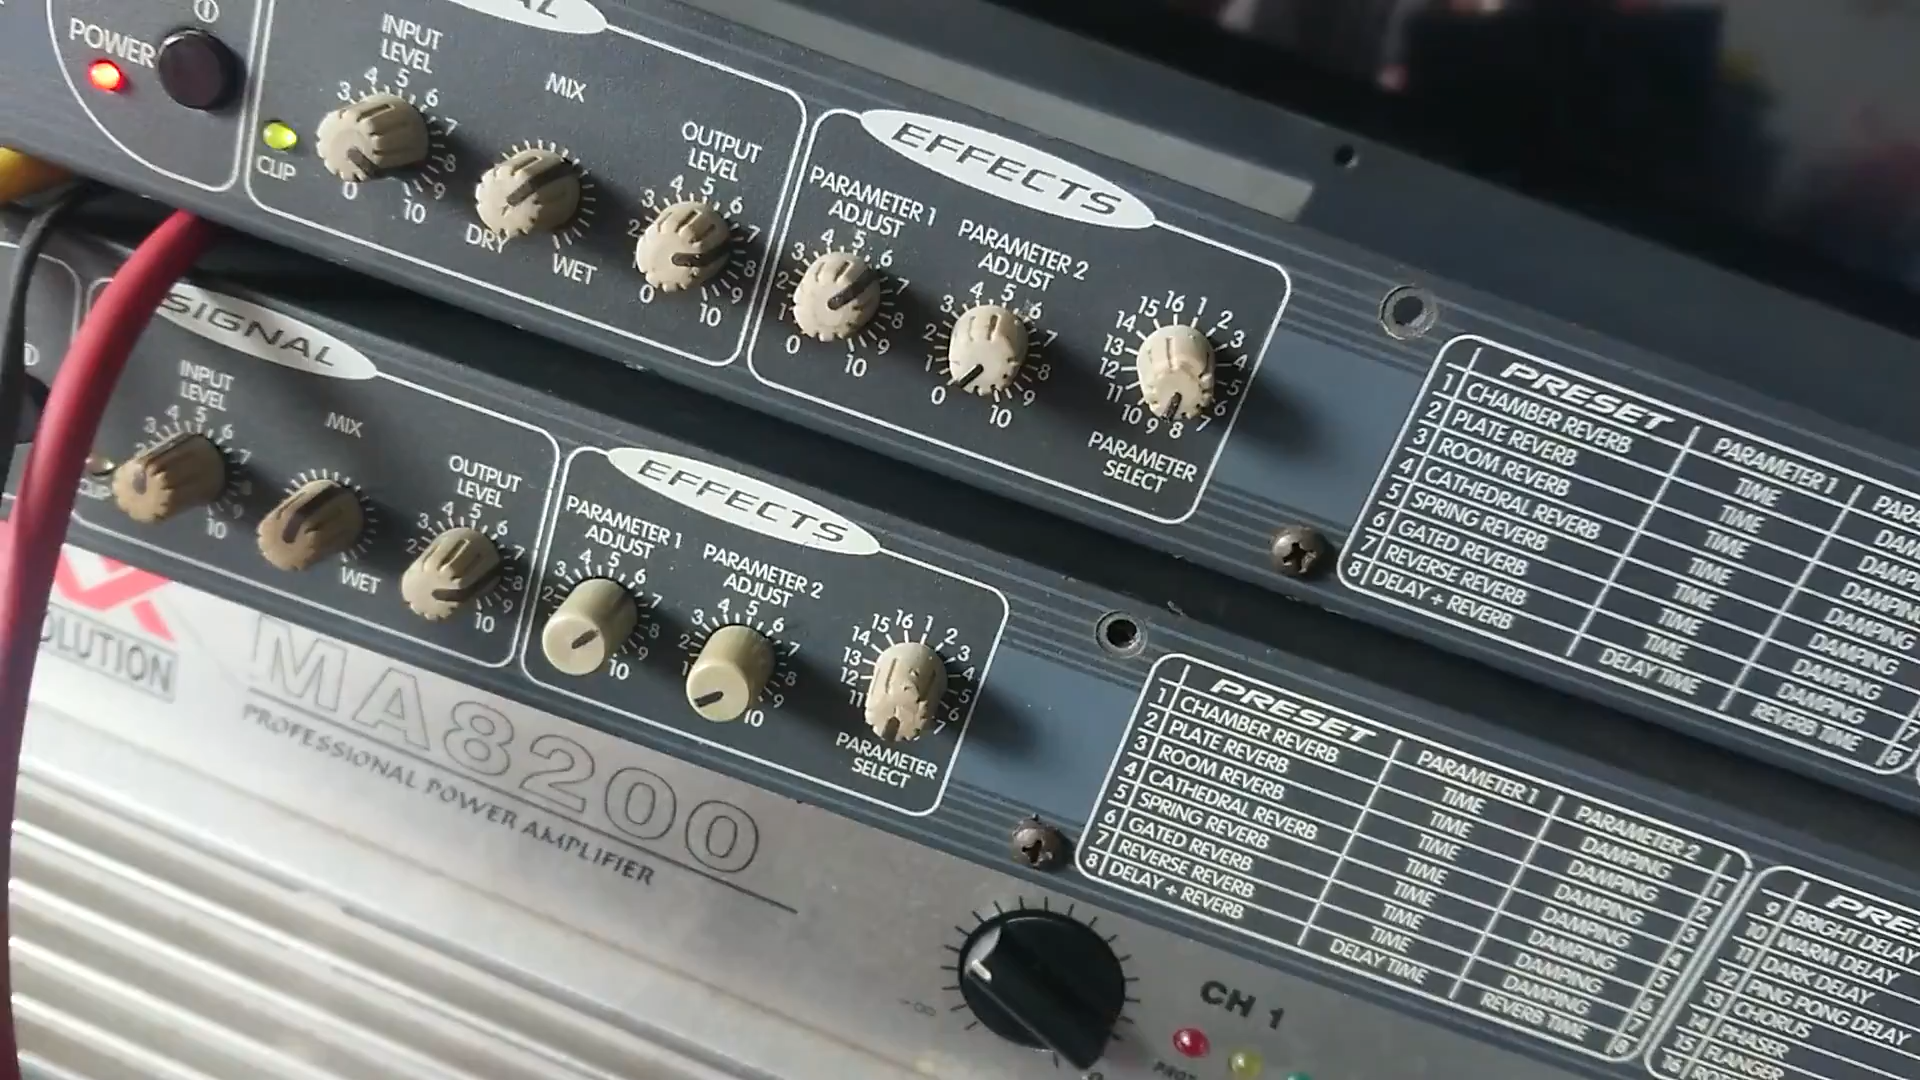 POWER
INPUT
LEVEL
3 4 5 6 7 8 9 10 0
CLIP
MIX
DRY WET
OUTPUT
LEVEL
2 3 4 5 6 7 8 9 10 0
EFFECTS
PARAMETER 1
ADJUST
0 1 2 3 4 5 6 7 8 9 10
PARAMETER 2
ADJUST
0 1 2 3 4 5 6 7 8 9 10
1 2 3 4 5 6 7 8 9 10 11 12 13 14 15 16
PARAMETER
SELECT
PRESET PARAMETER 1
1 CHAMBER REVERB TIME
2 PLATE REVERB TIME
3 ROOM REVERB TIME
4 CATHEDRAL REVERB TIME
5 SPRING REVERB TIME DAMPING
6 GATED REVERB TIME DAMPING
7 REVERSE REVERB TIME DAMPING
8 DELAY + REVERB DELAY TIME REVERB TIME
SIGNAL
INPUT
LEVEL
3 4 5 6 7 8 9 10
MIX
WET
OUTPUT
LEVEL
2 3 4 5 6 7 8 9 10
EFFECTS
PARAMETER 1
ADJUST
2 3 4 5 6 7 8 9 10
PARAMETER 2
ADJUST
1 2 3 4 5 6 7 8 9 10
1 2 3 4 5 6 7 11 12 13 14 15 16
PARAMETER
SELECT
PRESET PARAMETER 1 PARAMETER 2
1 CHAMBER REVERB TIME DAMPING 1
2 PLATE REVERB TIME DAMPING 2
3 ROOM REVERB TIME DAMPING 3
4 CATHEDRAL REVERB TIME DAMPING 4
5 SPRING REVERB TIME DAMPING 5
6 GATED REVERB TIME DAMPING 6
7 REVERSE REVERB TIME DAMPING 7
8 DELAY + REVERB DELAY TIME REVERB TIME 8
9 BRIGHT DELAY
10 WARM DELAY
11 DARK DELAY
12 PING PONG DELAY
13 CHORUS
14 PHASER
15 FLANGER
16
OLUTION
MA8200
PROFESSIONAL POWER AMPLIFIER
-∞
CH 1
PROT